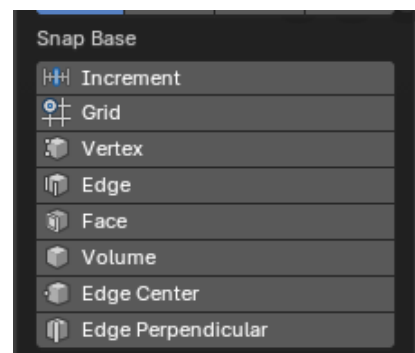 Snap Base
Increment
Grid
Vertex
Edge
Face
Volume
Edge Center
Edge Perpendicular